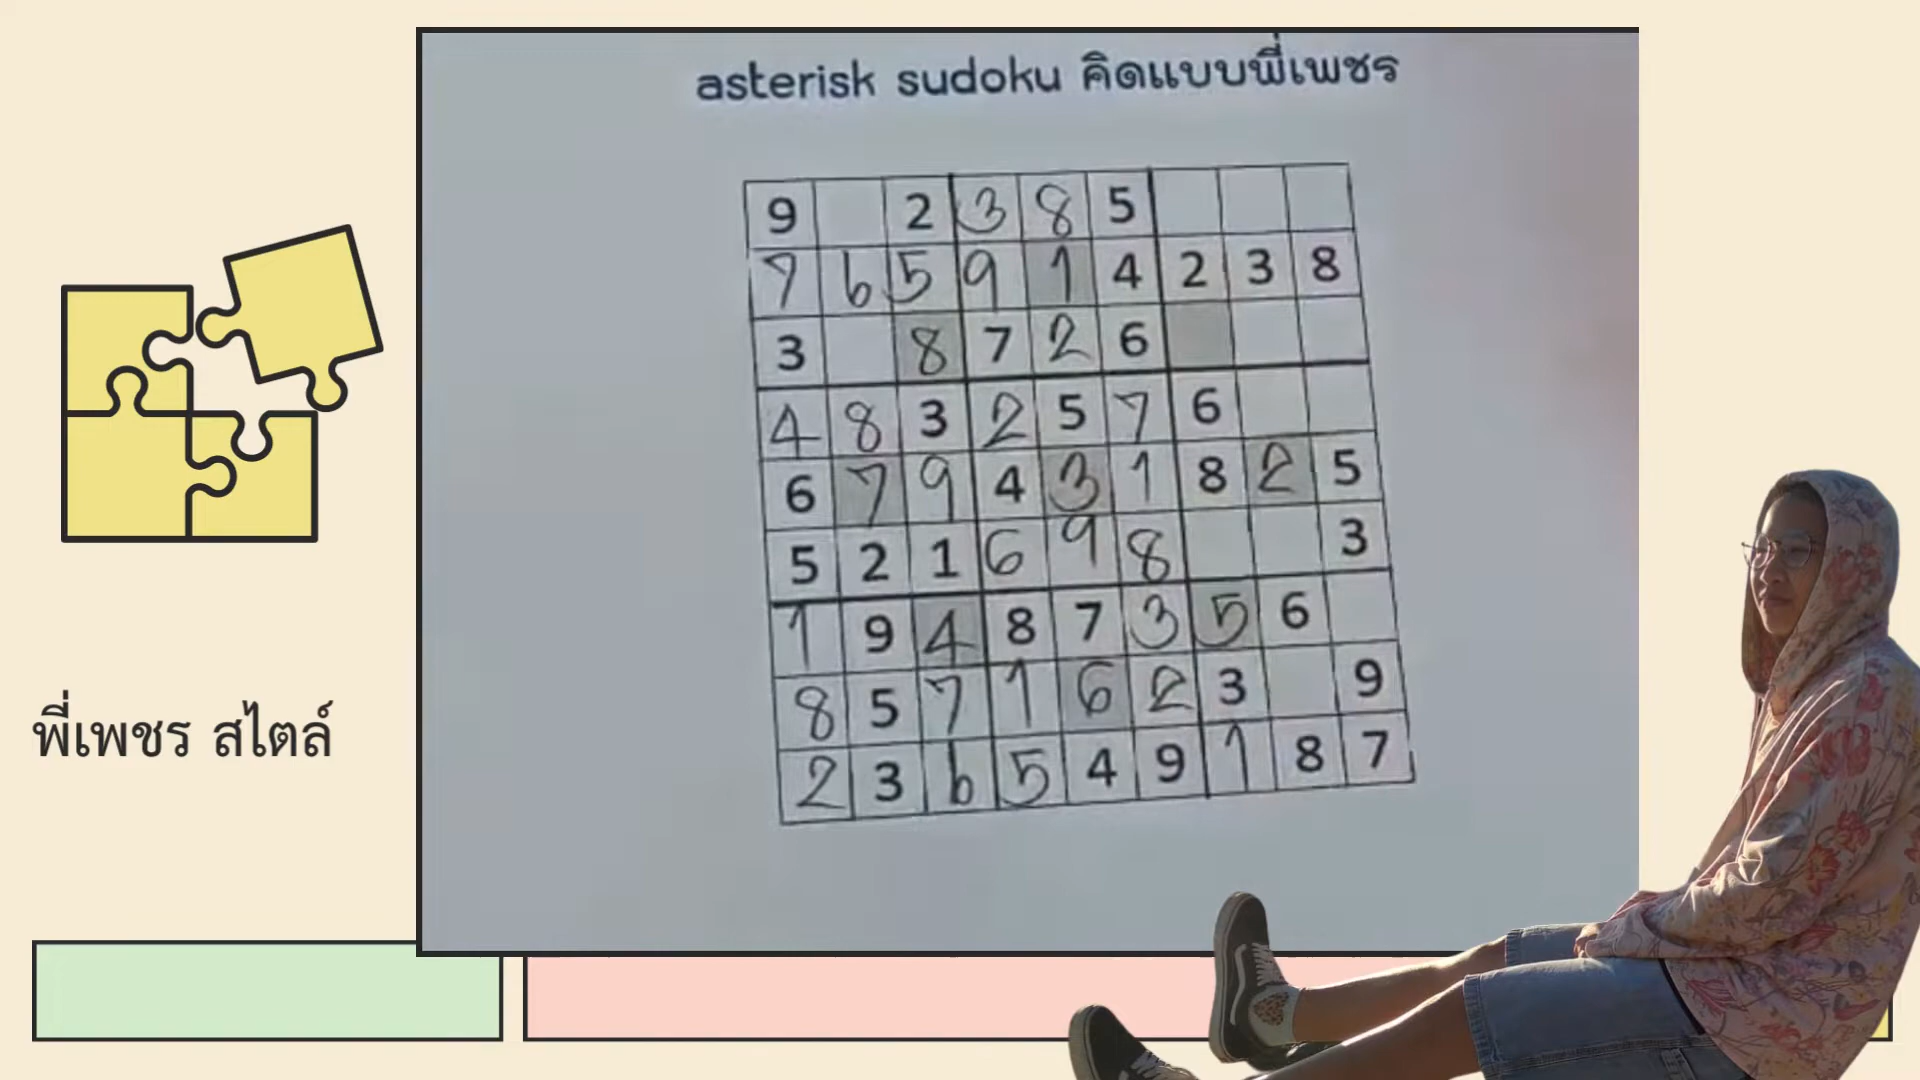 asterisk sudoku คิดแบบพี่เพชร
9 2 3 8 5
7 6 5 9 1 4 2 3 8
3 8 7 2 6
4 8 3 2 5 7 6
6 7 9 4 3 1 8 2 5
5 2 1 6 9 8 3
1 9 4 8 7 3 5 6
8 5 7 1 6 2 3 9
2 3 6 5 4 9 1 8 7
พี่เพชร สไตล์